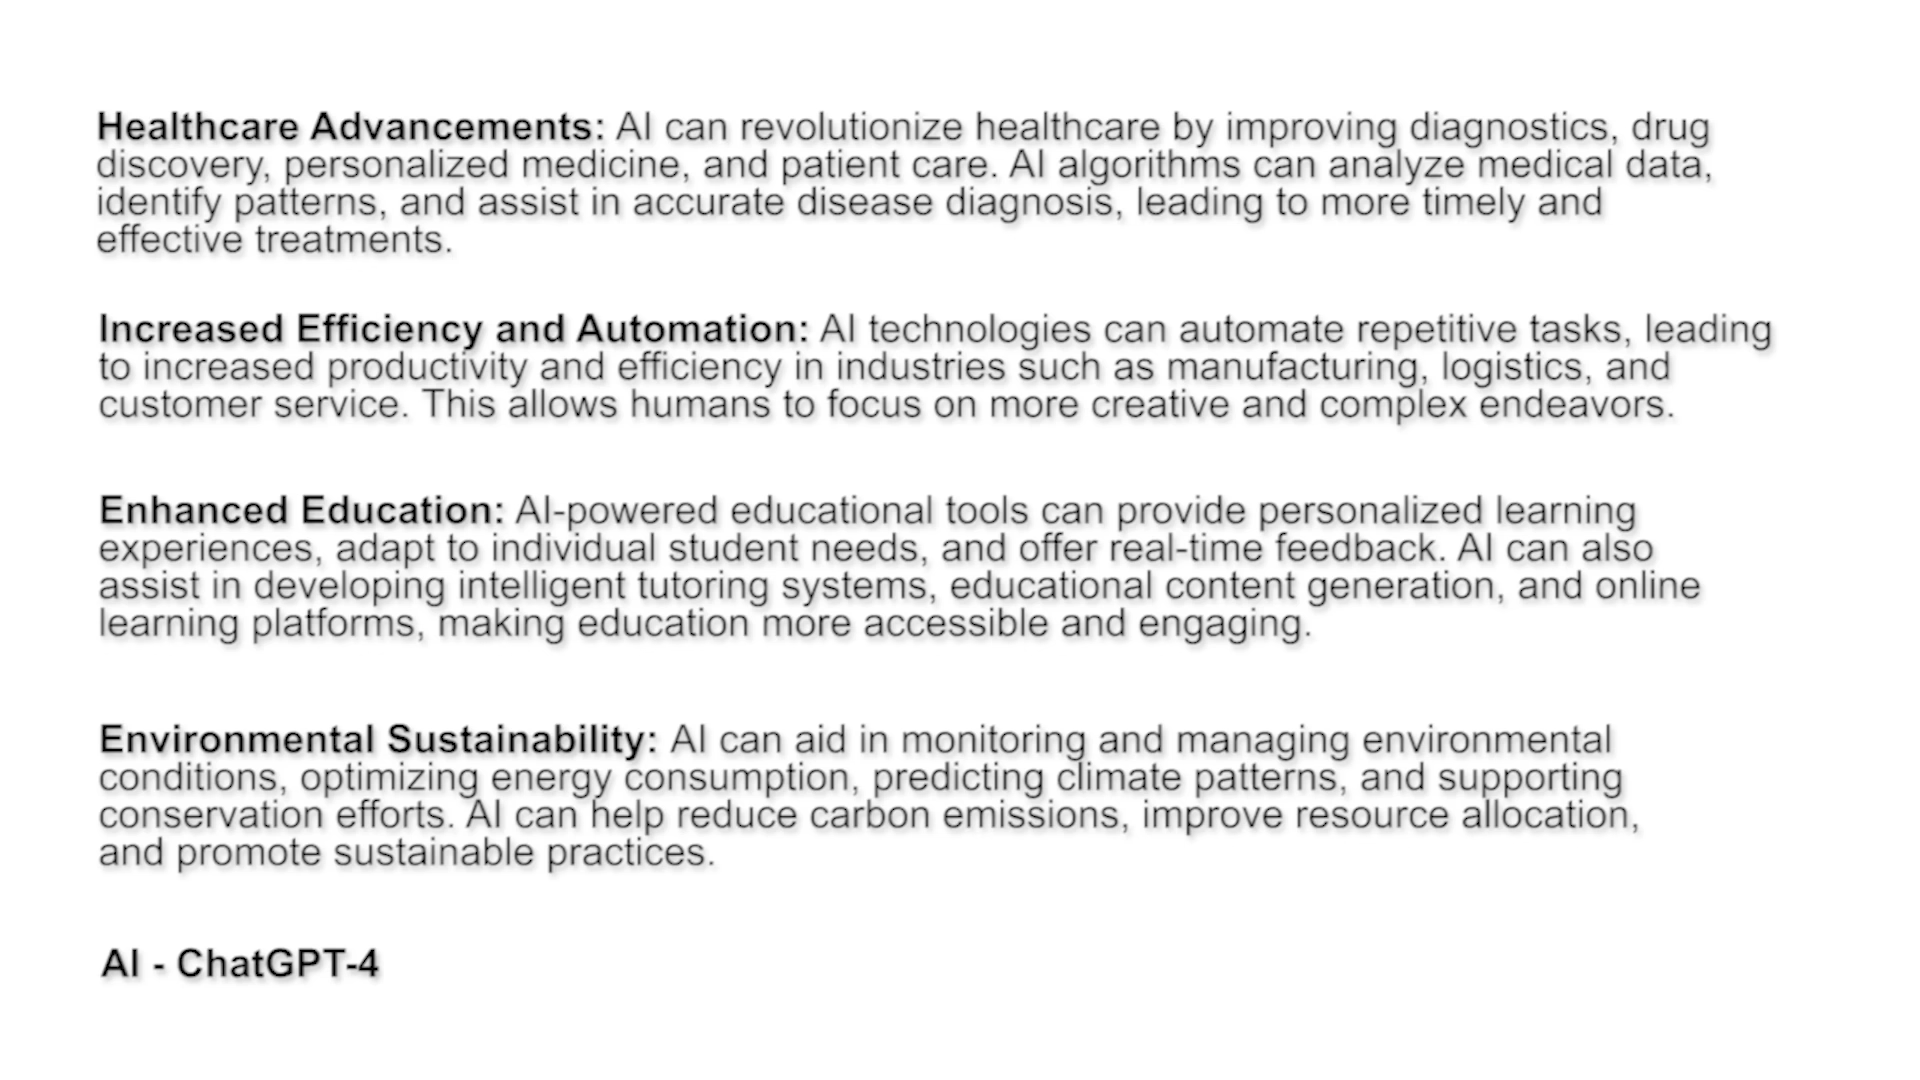 Healthcare Advancements: AI can revolutionize healthcare by improving diagnostics, drug
discovery, personalized medicine, and patient care. AI algorithms can analyze medical data,
identify patterns, and assist in accurate disease diagnosis, leading to more timely and
effective treatments.
Increased Efficiency and Automation: AI technologies can automate repetitive tasks, leading
to increased productivity and efficiency in industries such as manufacturing, logistics, and
customer service. This allows humans to focus on more creative and complex endeavors.
Enhanced Education: AI-powered educational tools can provide personalized learning
experiences, adapt to individual student needs, and offer real-time feedback. AI can also
assist in developing intelligent tutoring systems, educational content generation, and online
learning platforms, making education more accessible and engaging.
Environmental Sustainability: AI can aid in monitoring and managing environmental
conditions, optimizing energy consumption, predicting climate patterns, and supporting
conservation efforts. AI can help reduce carbon emissions, improve resource allocation,
and promote sustainable practices.
AI - ChatGPT-4